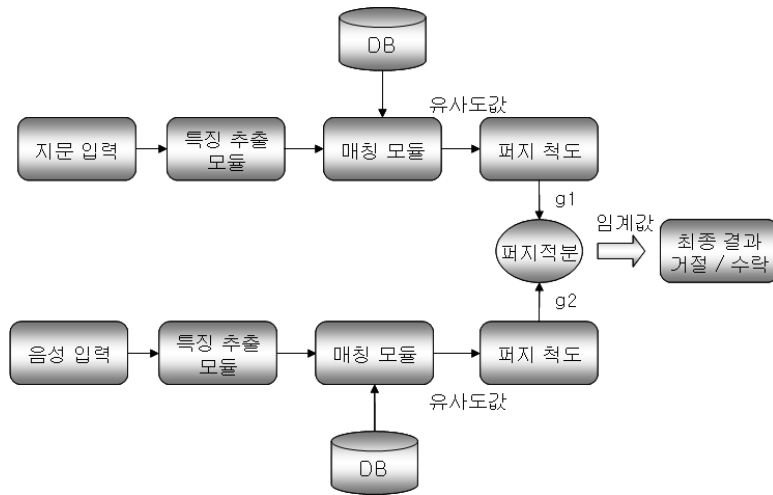 DB
유사도값
지문 입력
특징 추출
모듈
매칭 모듈
퍼지 척도
g1
퍼지적분
임계값
최종 결과
거절 / 수락
g2
음성 입력
특징 추출
모듈
매칭 모듈
퍼지 척도
유사도값
DB